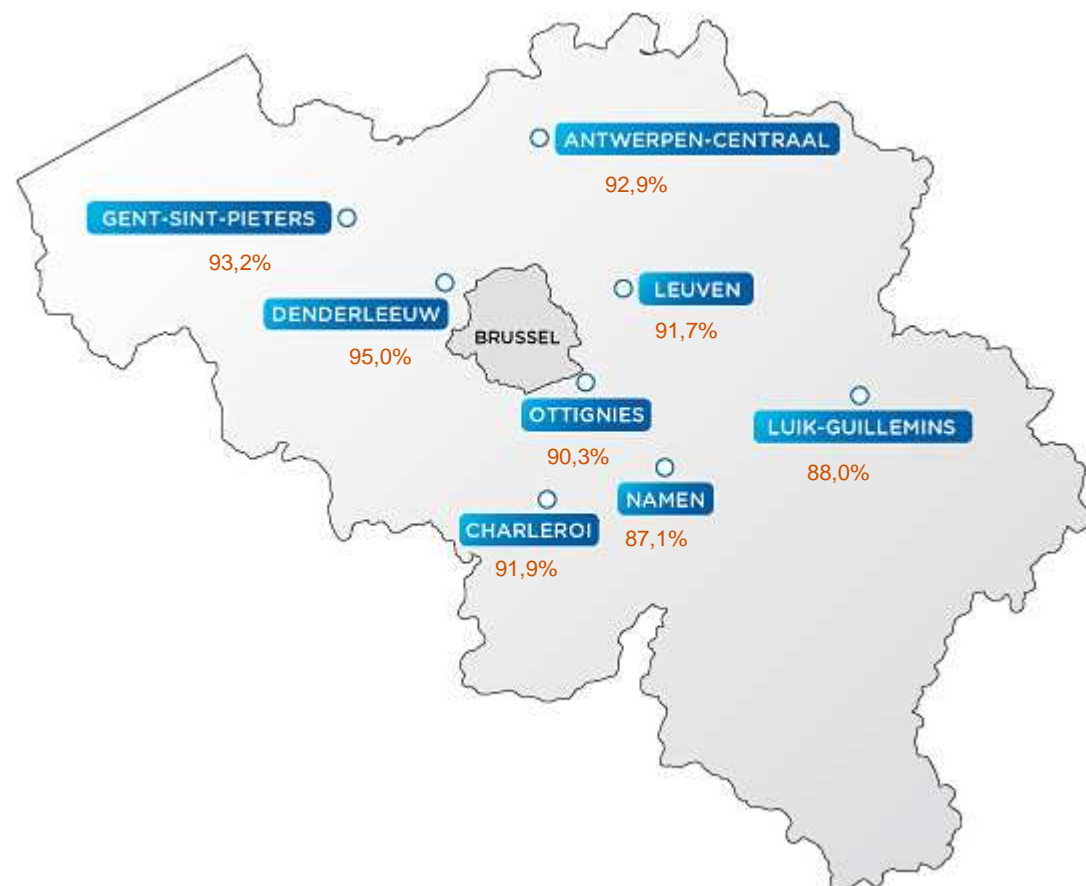 ANTWERPEN-CENTRAAL
92,9%
GENT-SINT-PIETERS
93,2%
DENDERLEEUW
95,0%
BRUSSEL
LEUVEN
91,7%
OTTIGNIES
90,3%
LUIK-GUILLEMINS
88,0%
NAMEN
87,1%
CHARLEROI
91,9%